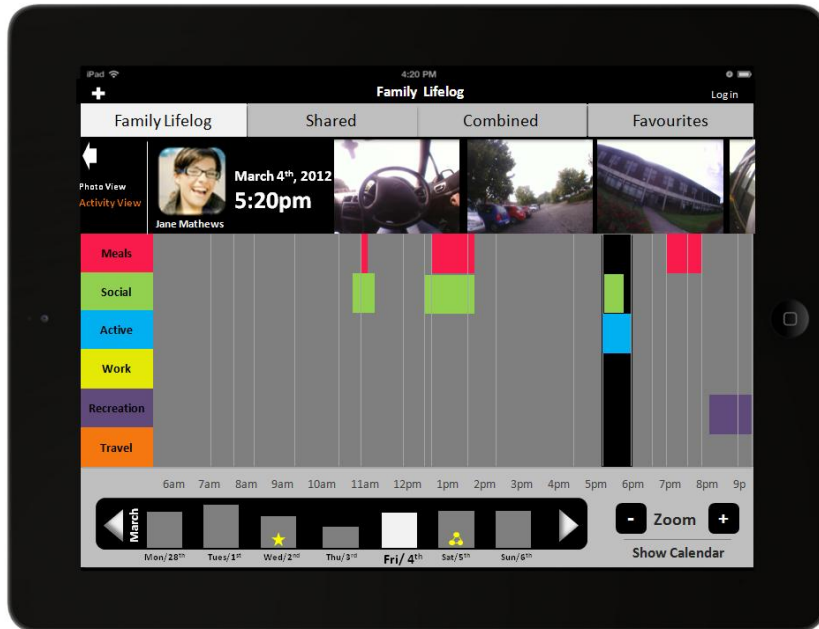 iPad
4:20 PM
Family Lifelog
Log in
Family Lifelog
Shared
Combined
Favourites
Photo View
Activity View
Jane Mathews
March 4th, 2012
5:20pm
Meals
Social
Active
Work
Recreation
Travel
6am 7am 8am 9am 10am 11am 12pm 1pm 2pm 3pm 4pm 5pm 6pm 7pm 8pm 9p
March
Mon/28th Tues/1st Wed/2nd Thu/3rd Fri/4th Sat/5th Sun/6th
- Zoom +
Show Calendar